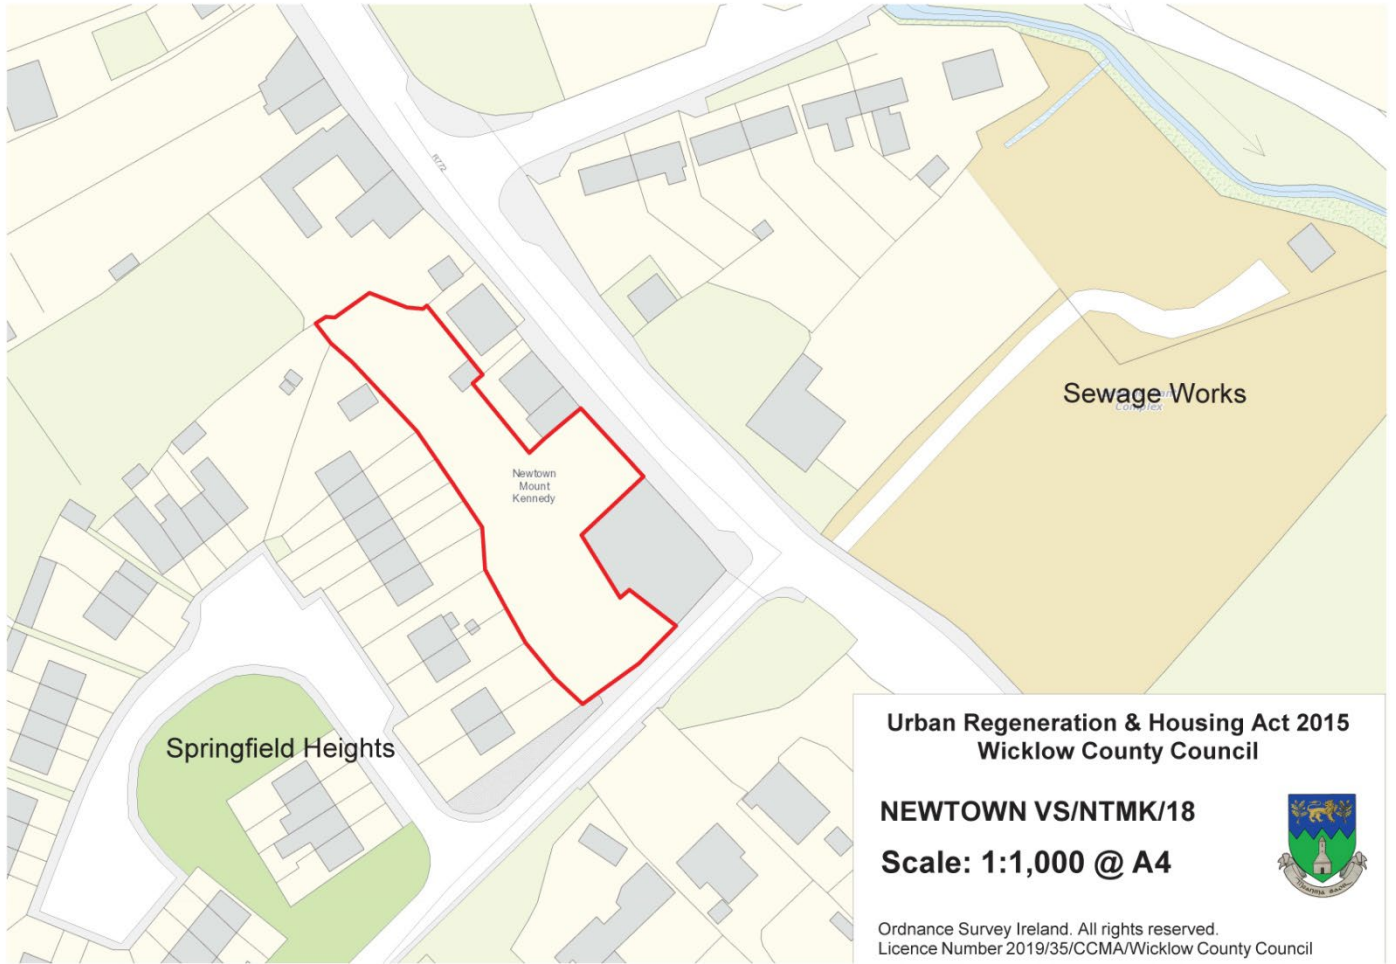 R772
Newtown
Mount
Kennedy
Sewage Works
Complex
Springfield Heights
Urban Regeneration & Housing Act 2015
Wicklow County Council
NEWTOWN VS/NTMK/18
Scale: 1:1,000 @ A4
Ordnance Survey Ireland. All rights reserved.
Licence Number 2019/35/CCMA/Wicklow County Council